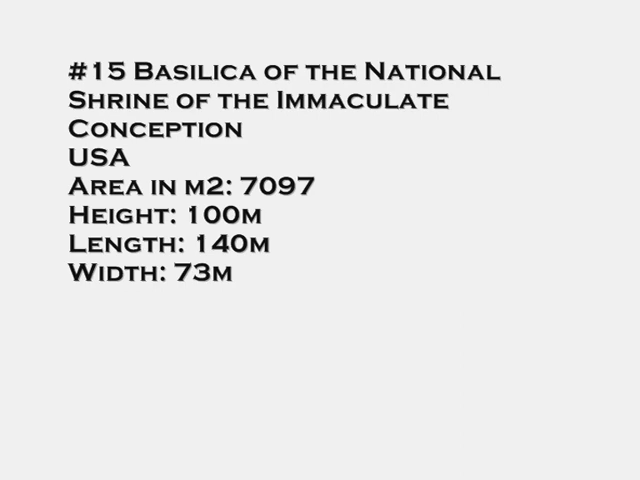 #15 Basilica of the National
Shrine of the Immaculate
Conception
USA
Area in m2: 7097
Height: 100m
Length: 140m
Width: 73m